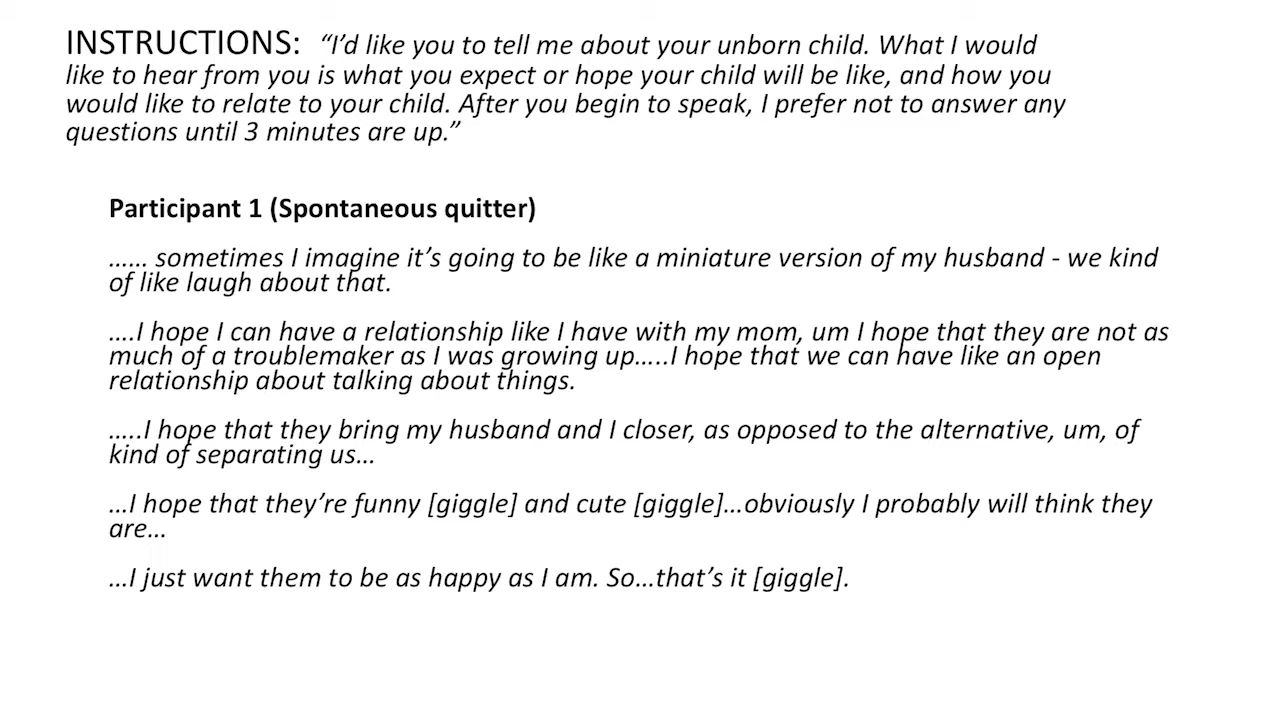 INSTRUCTIONS: “I’d like you to tell me about your unborn child. What I would
like to hear from you is what you expect or hope your child will be like, and how you
would like to relate to your child. After you begin to speak, I prefer not to answer any
questions until 3 minutes are up.”
Participant 1 (Spontaneous quitter)
…… sometimes I imagine it’s going to be like a miniature version of my husband - we kind
of like laugh about that.
….I hope I can have a relationship like I have with my mom, um I hope that they are not as
much of a troublemaker as I was growing up…..I hope that we can have like an open
relationship about talking about things.
…..I hope that they bring my husband and I closer, as opposed to the alternative, um, of
kind of separating us…
…I hope that they’re funny [giggle] and cute [giggle]…obviously I probably will think they
are…
…I just want them to be as happy as I am. So…that’s it [giggle].